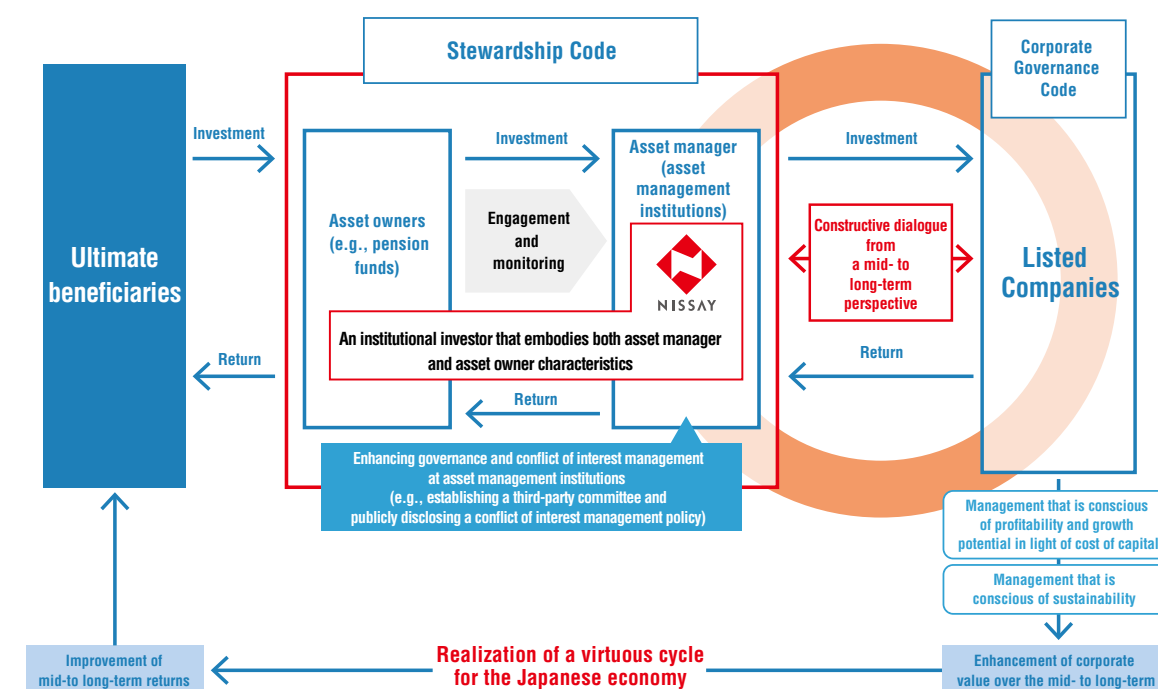 Stewardship Code
Corporate
Governance
Code
Ultimate
beneficiaries
Investment
Return
Asset owners
(e.g., pension
funds)
Investment
Engagement
and
monitoring
Asset manager
(asset
management
institutions)
NISSAY
An institutional investor that embodies both asset manager
and asset owner characteristics
Return
Enhancing governance and conflict of interest management
at asset management institutions
(e.g., establishing a third-party committee and
publicly disclosing a conflict of interest management policy)
Investment
Constructive dialogue
from
a mid- to
long-term
perspective
Return
Listed
Companies
Management that is conscious
of profitability and growth
potential in light of cost of capital
Management that is
conscious of sustainability
Enhancement of corporate
value over the mid- to long-term
Realization of a virtuous cycle
for the Japanese economy
Improvement of
mid-to long-term returns